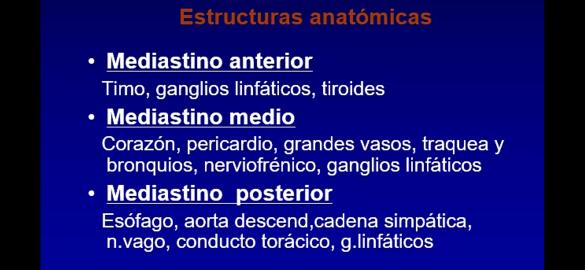 Estructuras anatómicas
• Mediastino anterior
Timo, ganglios linfáticos, tiroides
• Mediastino medio
Corazón, pericardio, grandes vasos, traquea y
bronquios, nerviofrénico, ganglios linfáticos
• Mediastino posterior
Esófago, aorta descend,cadena simpática,
n.vago, conducto torácico, g.linfáticos